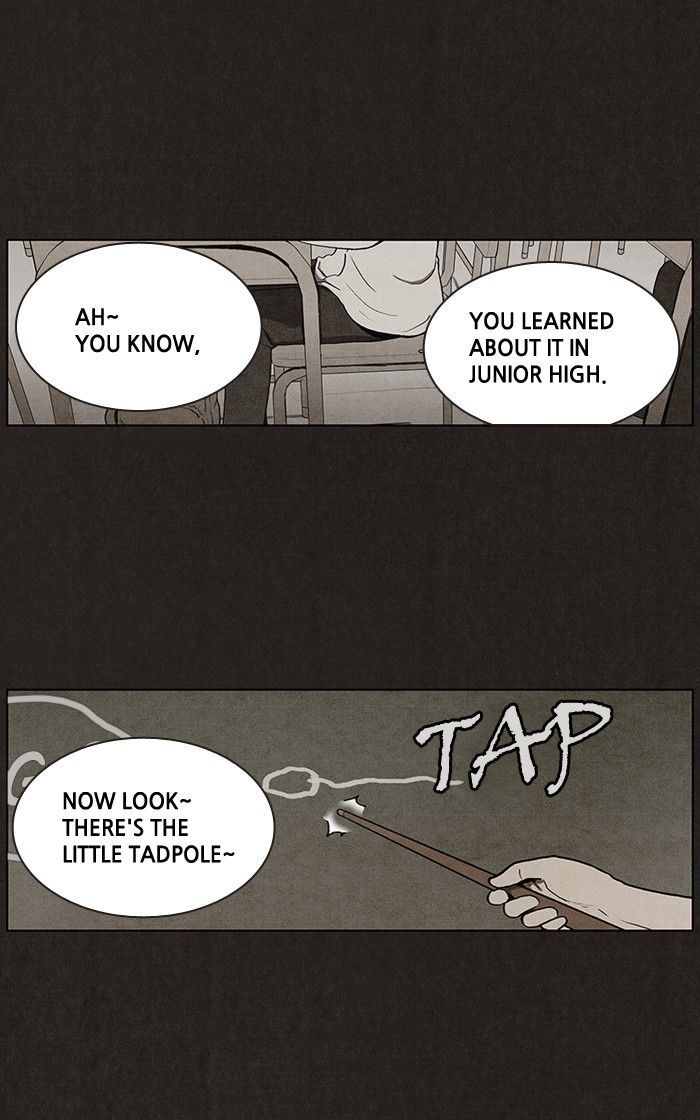 AH~
YOU KNOW,
YOU LEARNED
ABOUT IT IN
JUNIOR HIGH.
TAP
NOW LOOK~
THERE'S THE
LITTLE TADPOLE~